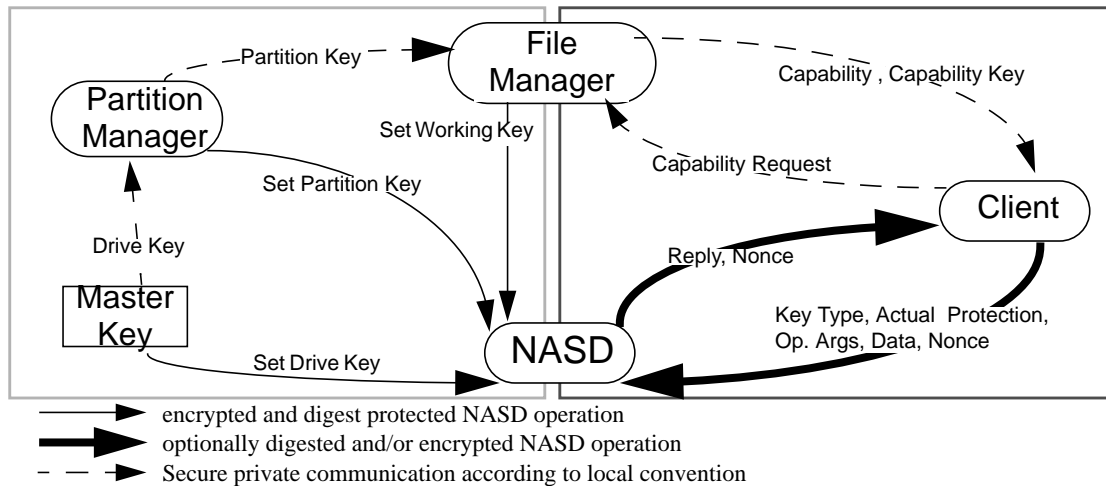 File
Manager
Partition Key
Capability , Capability Key
Partition
Manager
Set Working Key
Capability Request
Set Partition Key
Client
Drive Key
Reply, Nonce
Master
Key
Key Type, Actual Protection,
Op. Args, Data, Nonce
NASD
Set Drive Key
encrypted and digest protected NASD operation
optionally digested and/or encrypted NASD operation
Secure private communication according to local convention